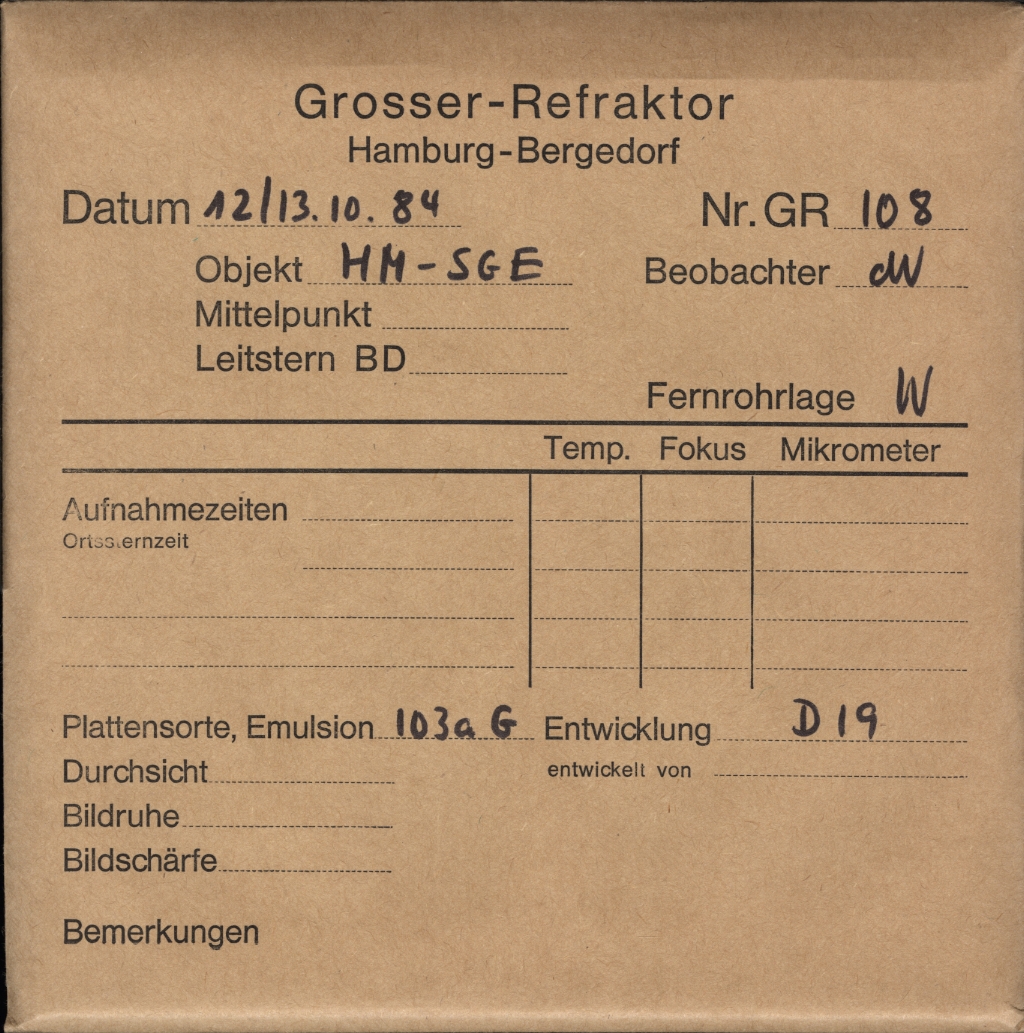 Grosser-Refraktor
Hamburg-Bergedorf
Datum 12/13.10.84 Nr. GR 108
Objekt HM-SGE Beobachter dW
Mittelpunkt
Leitstern BD
Fernrohrlage W
Temp. Fokus Mikrometer
Aufnahmezeiten
Ortssternzeit
Plattensorte, Emulsion 103a G Entwicklung D 19
Durchsicht entwickelt von
Bildruhe
Bildschärfe
Bemerkungen